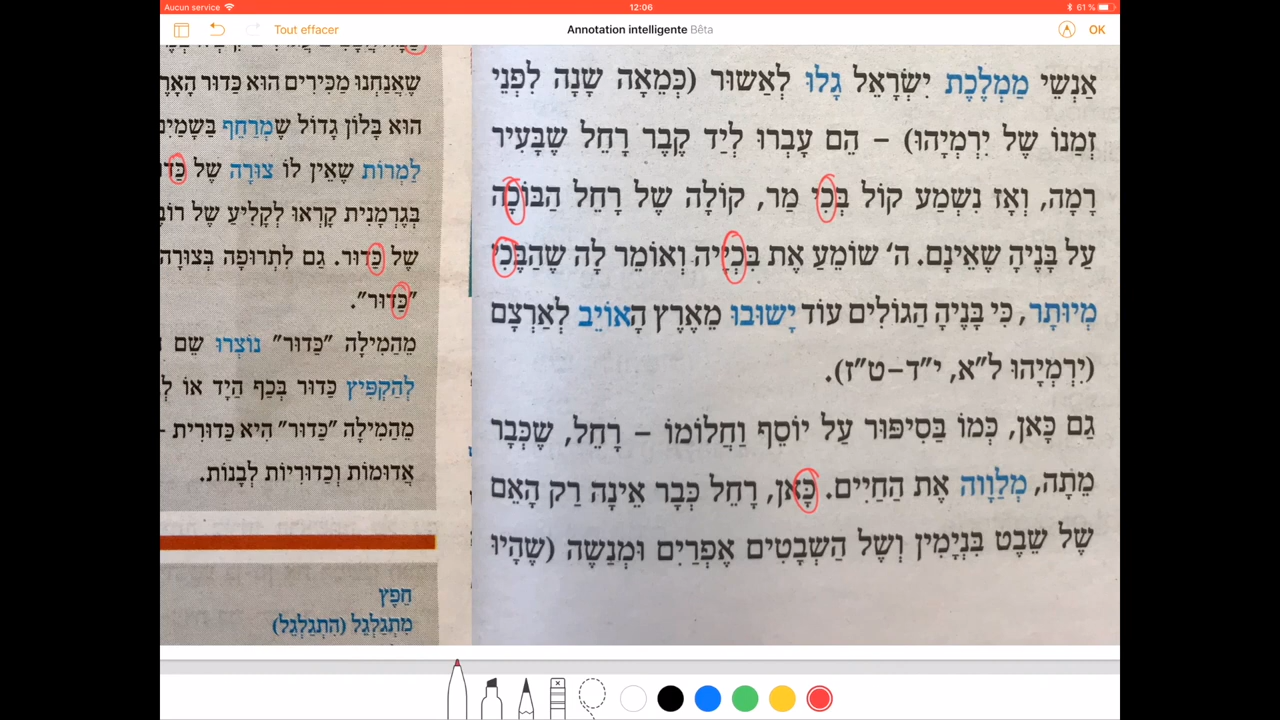 Aucun service
12:06
61 %
Tout effacer
Annotation intelligente Bêta
OK
אַנְשֵׁי מַמְלֶכֶת יִשְׂרָאֵל גָּלוּ לְאַשּׁוּר (כְּמֵאָה שָׁנָה לִפְנֵי
זְמַנּוֹ שֶׁל יִרְמְיָהוּ) – הֵם עָבְרוּ לְיַד קֶבֶר רָחֵל שֶׁבָּעִיר
רָמָה, וְאָז נִשְׁמַע קוֹל בְּכִי מַר, קוֹלָהּ שֶׁל רָחֵל הַבּוֹכָה
עַל בָּנֶיהָ שֶׁאֵינָם. ה׳ שׁוֹמֵעַ אֶת בִּכְיָיהּ וְאוֹמֵר לָהּ שֶׁהַבֶּכִי
מְיוּתָר, כִּי בָּנֶיהָ הַגּוֹלִים עוֹד יָשׁוּבוּ מֵאֶרֶץ הָאוֹיֵב לְאַרְצָם
(יִרְמְיָהוּ ל״א, י״ד–ט״ז).
גַּם כָּאן, כְּמוֹ בַּסִּיפּוּר עַל יוֹסֵף וַחֲלוֹמוֹ – רָחֵל, שֶׁכְּבָר
מֵתָה, מְלַוָּוה אֶת הַחַיִּים. כָּאן, רָחֵל כְּבָר אֵינָהּ רַק הָאֵם
שֶׁל שֵׁבֶט בִּנְיָמִין וְשֶׁל הַשְּׁבָטִים אֶפְרַיִם וּמְנַשֶּׁה (שֶׁהָיוּ
שֶׁאֲנַחְנוּ מַכִּירִים הוּא כַּדּוּר הָאָרֶ
הוּא בָּלוֹן גָּדוֹל שֶׁמְּרַחֵף בַּשָּׁמַיִם
לַמְרוֹת שֶׁאֵין לוֹ צוּרָה שֶׁל כַּדּוּ
בְּגֶרְמָנִית קָרְאוּ לַקְּלִיעַ שֶׁל רוֹבֶ
שֶׁל כַּדּוּר. גַּם לִתְרוּפָה בְּצוּרָה
״כַּדּוּר״.
מֵהַמִּילָּה ״כַּדּוּר״ נוֹצְרוּ שֵׁם
לְהַקְפִּיץ כַּדּוּר בְּכַף הַיָּד אוֹ לְ
מֵהַמִּילָּה ״כַּדּוּר״ הִיא כַּדּוּרִית –
אֲדוּמּוֹת וְכַדּוּרִיּוֹת לְבָנוֹת.
חֵפֶץ
מִתְגַּלְגֵּל (הִתְגַּלְגֵּל)